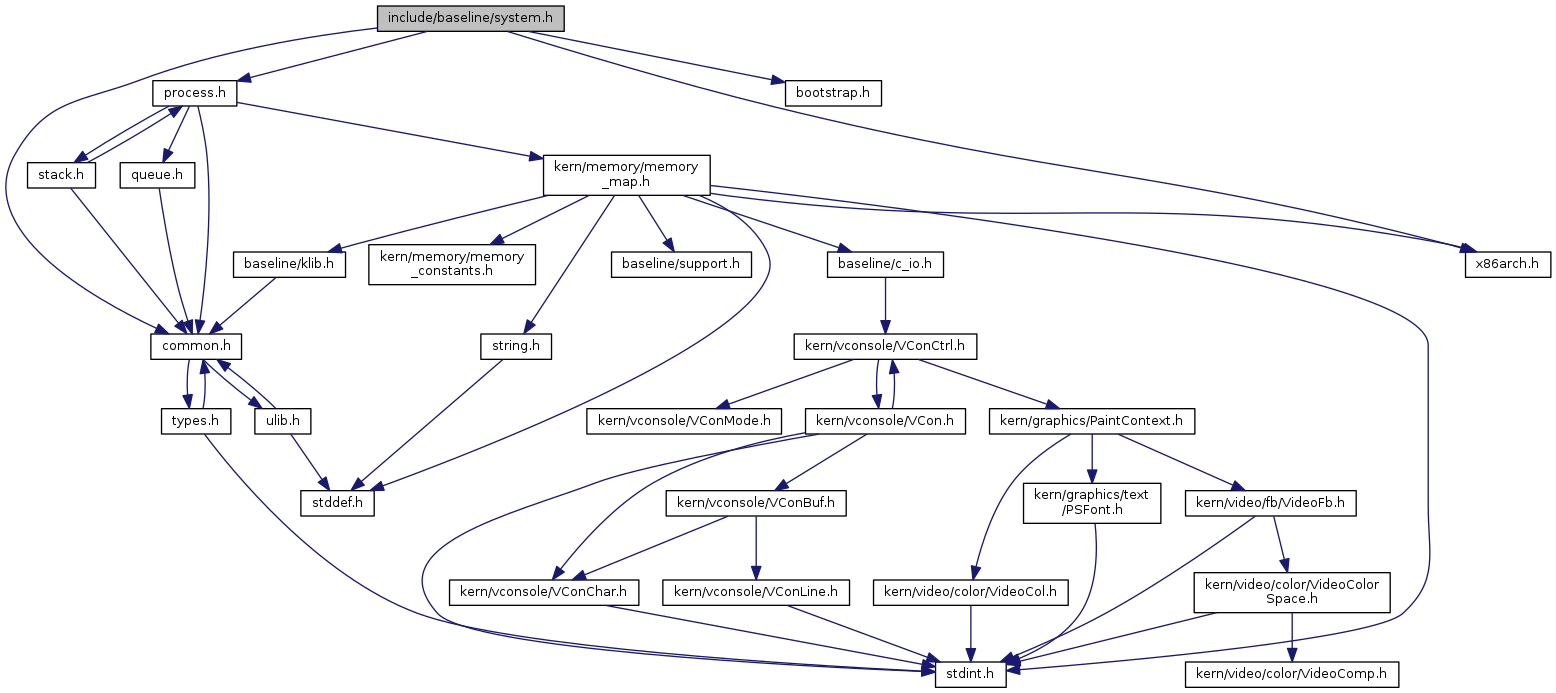 include/baseline/system.h
process.h
bootstrap.h
stack.h
queue.h
kern/memory/memory
_map.h
baseline/klib.h
kern/memory/memory
_constants.h
baseline/support.h
baseline/c_io.h
x86arch.h
common.h
string.h
kern/vconsole/VConCtrl.h
types.h
ulib.h
kern/vconsole/VConMode.h
kern/vconsole/VCon.h
kern/graphics/PaintContext.h
stddef.h
kern/vconsole/VConBuf.h
kern/graphics/text
/PSFont.h
kern/video/fb/VideoFb.h
kern/vconsole/VConChar.h
kern/vconsole/VConLine.h
kern/video/color/VideoCol.h
kern/video/color/VideoColor
Space.h
stdint.h
kern/video/color/VideoComp.h